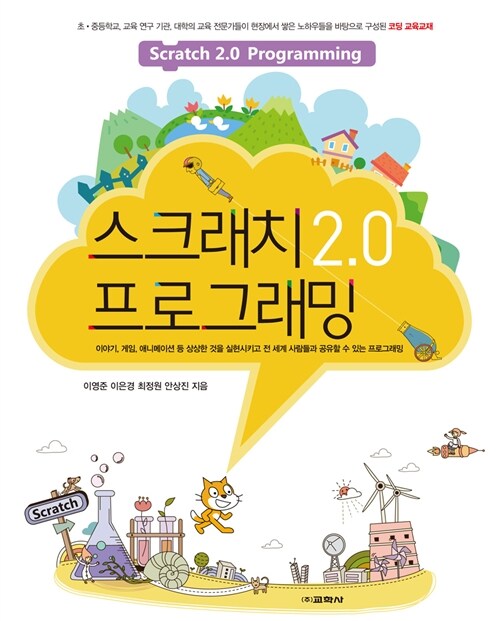 초·중등학교, 교육 연구 기관, 대학의 교육 전문가들이 현장에서 쌓은 노하우들을 바탕으로 구성된 코딩 교육교재
Scratch 2.0 Programming
스크래치 2.0
프로그래밍
이야기, 게임, 애니메이션 등 상상한 것을 실현시키고 전 세계 사람들과 공유할 수 있는 프로그래밍
이영준 이은경 최정원 안상진 지음
Scratch
(주)교학사